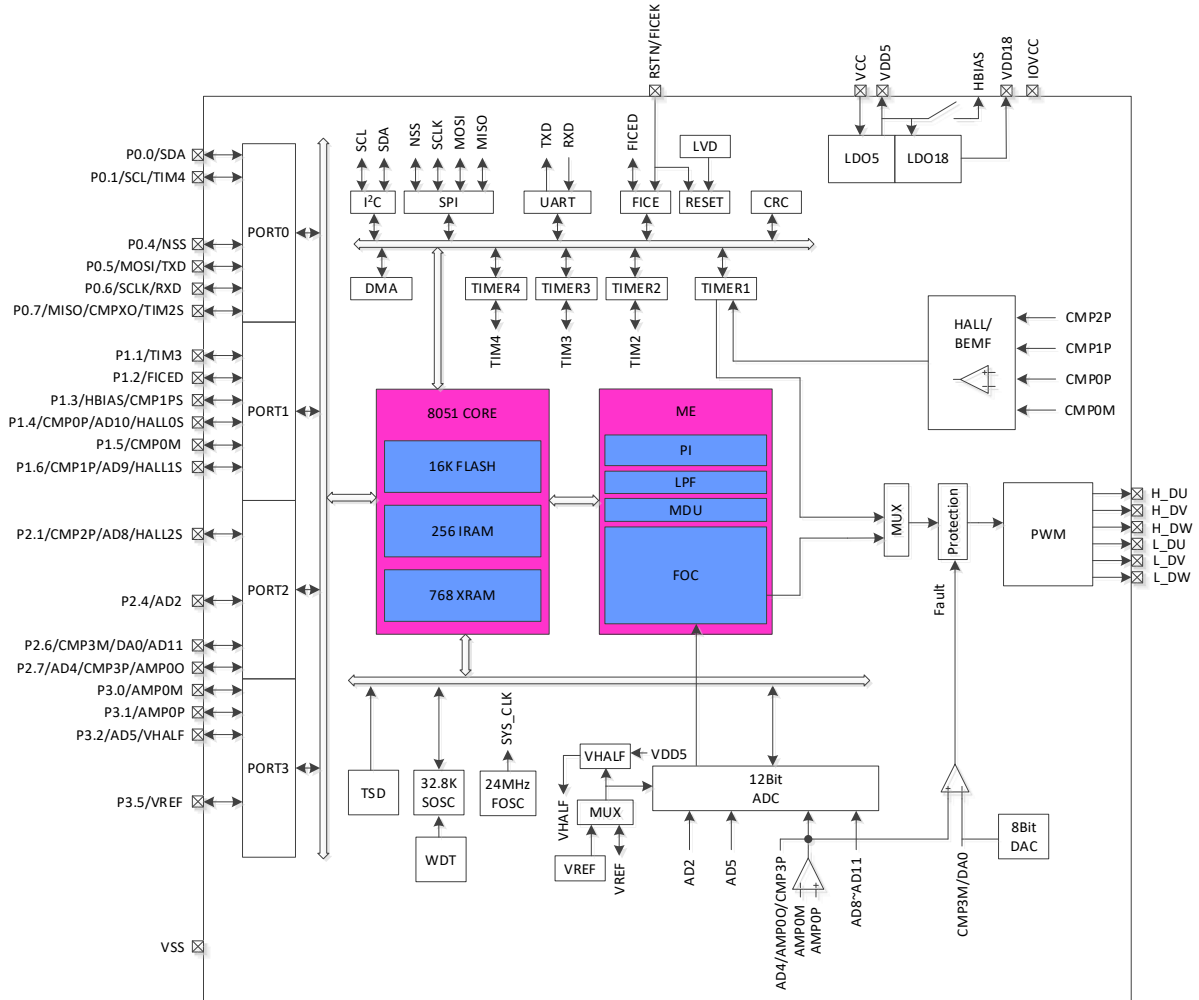 RSTN/FICEK
VCC
VDD5
HBIAS
VDD18
IOVCC
P0.0/SDA
P0.1/SCL/TIM4
P0.4/NSS
P0.5/MOSI/TXD
P0.6/SCLK/RXD
P0.7/MISO/CMPXO/TIM2S
P1.1/TIM3
P1.2/FICED
P1.3/HBIAS/CMP1PS
P1.4/CMP0P/AD10/HALL0S
P1.5/CMP0M
P1.6/CMP1P/AD9/HALL1S
P2.1/CMP2P/AD8/HALL2S
P2.4/AD2
P2.6/CMP3M/DA0/AD11
P2.7/AD4/CMP3P/AMP0O
P3.0/AMP0M
P3.1/AMP0P
P3.2/AD5/VHALF
P3.5/VREF
VSS
PORT0
PORT1
PORT2
PORT3
SCL
SDA
NSS
SCLK
MOSI
MISO
TXD
RXD
FICED
LVD
I²C
SPI
UART
FICE
RESET
CRC
LDO5
LDO18
DMA
TIMER4
TIMER3
TIMER2
TIMER1
TIM4
TIM3
TIM2
HALL/
BEMF
CMP2P
CMP1P
CMP0P
CMP0M
8051 CORE
16K FLASH
256 IRAM
768 XRAM
ME
PI
LPF
MDU
FOC
MUX
Protection
PWM
H_DU
H_DV
H_DW
L_DU
L_DV
L_DW
Fault
TSD
32.8K
SOSC
WDT
SYS_CLK
24MHz
FOSC
VHALF
VDD5
VHALF
MUX
VREF
VREF
12Bit
ADC
AD2
AD5
AD4/AMP0O/CMP3P
AMP0M
AMP0P
AD8~AD11
CMP3M/DA0
8Bit
DAC